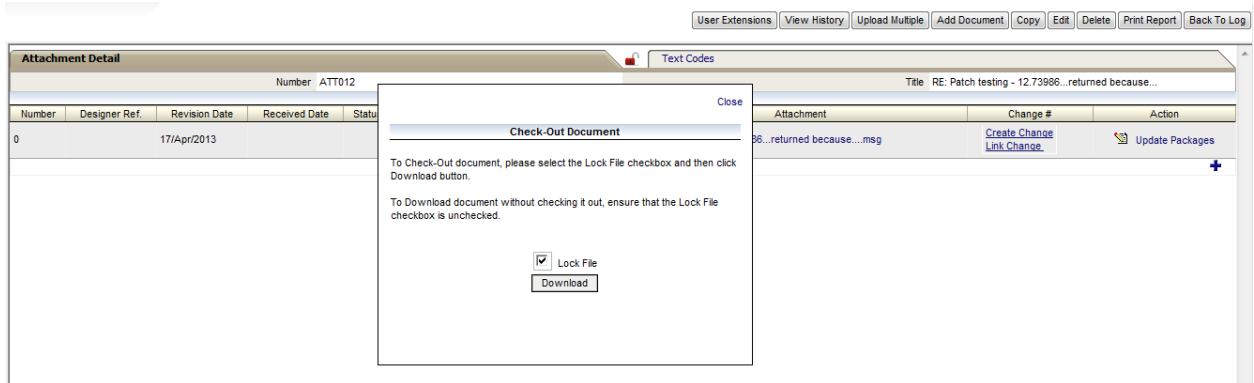 User Extensions View History Upload Multiple Add Document Copy Edit Delete Print Report Back To Log
Attachment Detail
Text Codes
Number ATT012
Title RE: Patch testing - 12.73986...returned because...
Number Designer Ref. Revision Date Received Date Statu
Attachment Change # Action
0 17/Apr/2013
86...returned because....msg
Create Change
Link Change
Update Packages
Close
Check-Out Document
To Check-Out document, please select the Lock File checkbox and then click
Download button.
To Download document without checking it out, ensure that the Lock File
checkbox is unchecked.
Lock File
Download